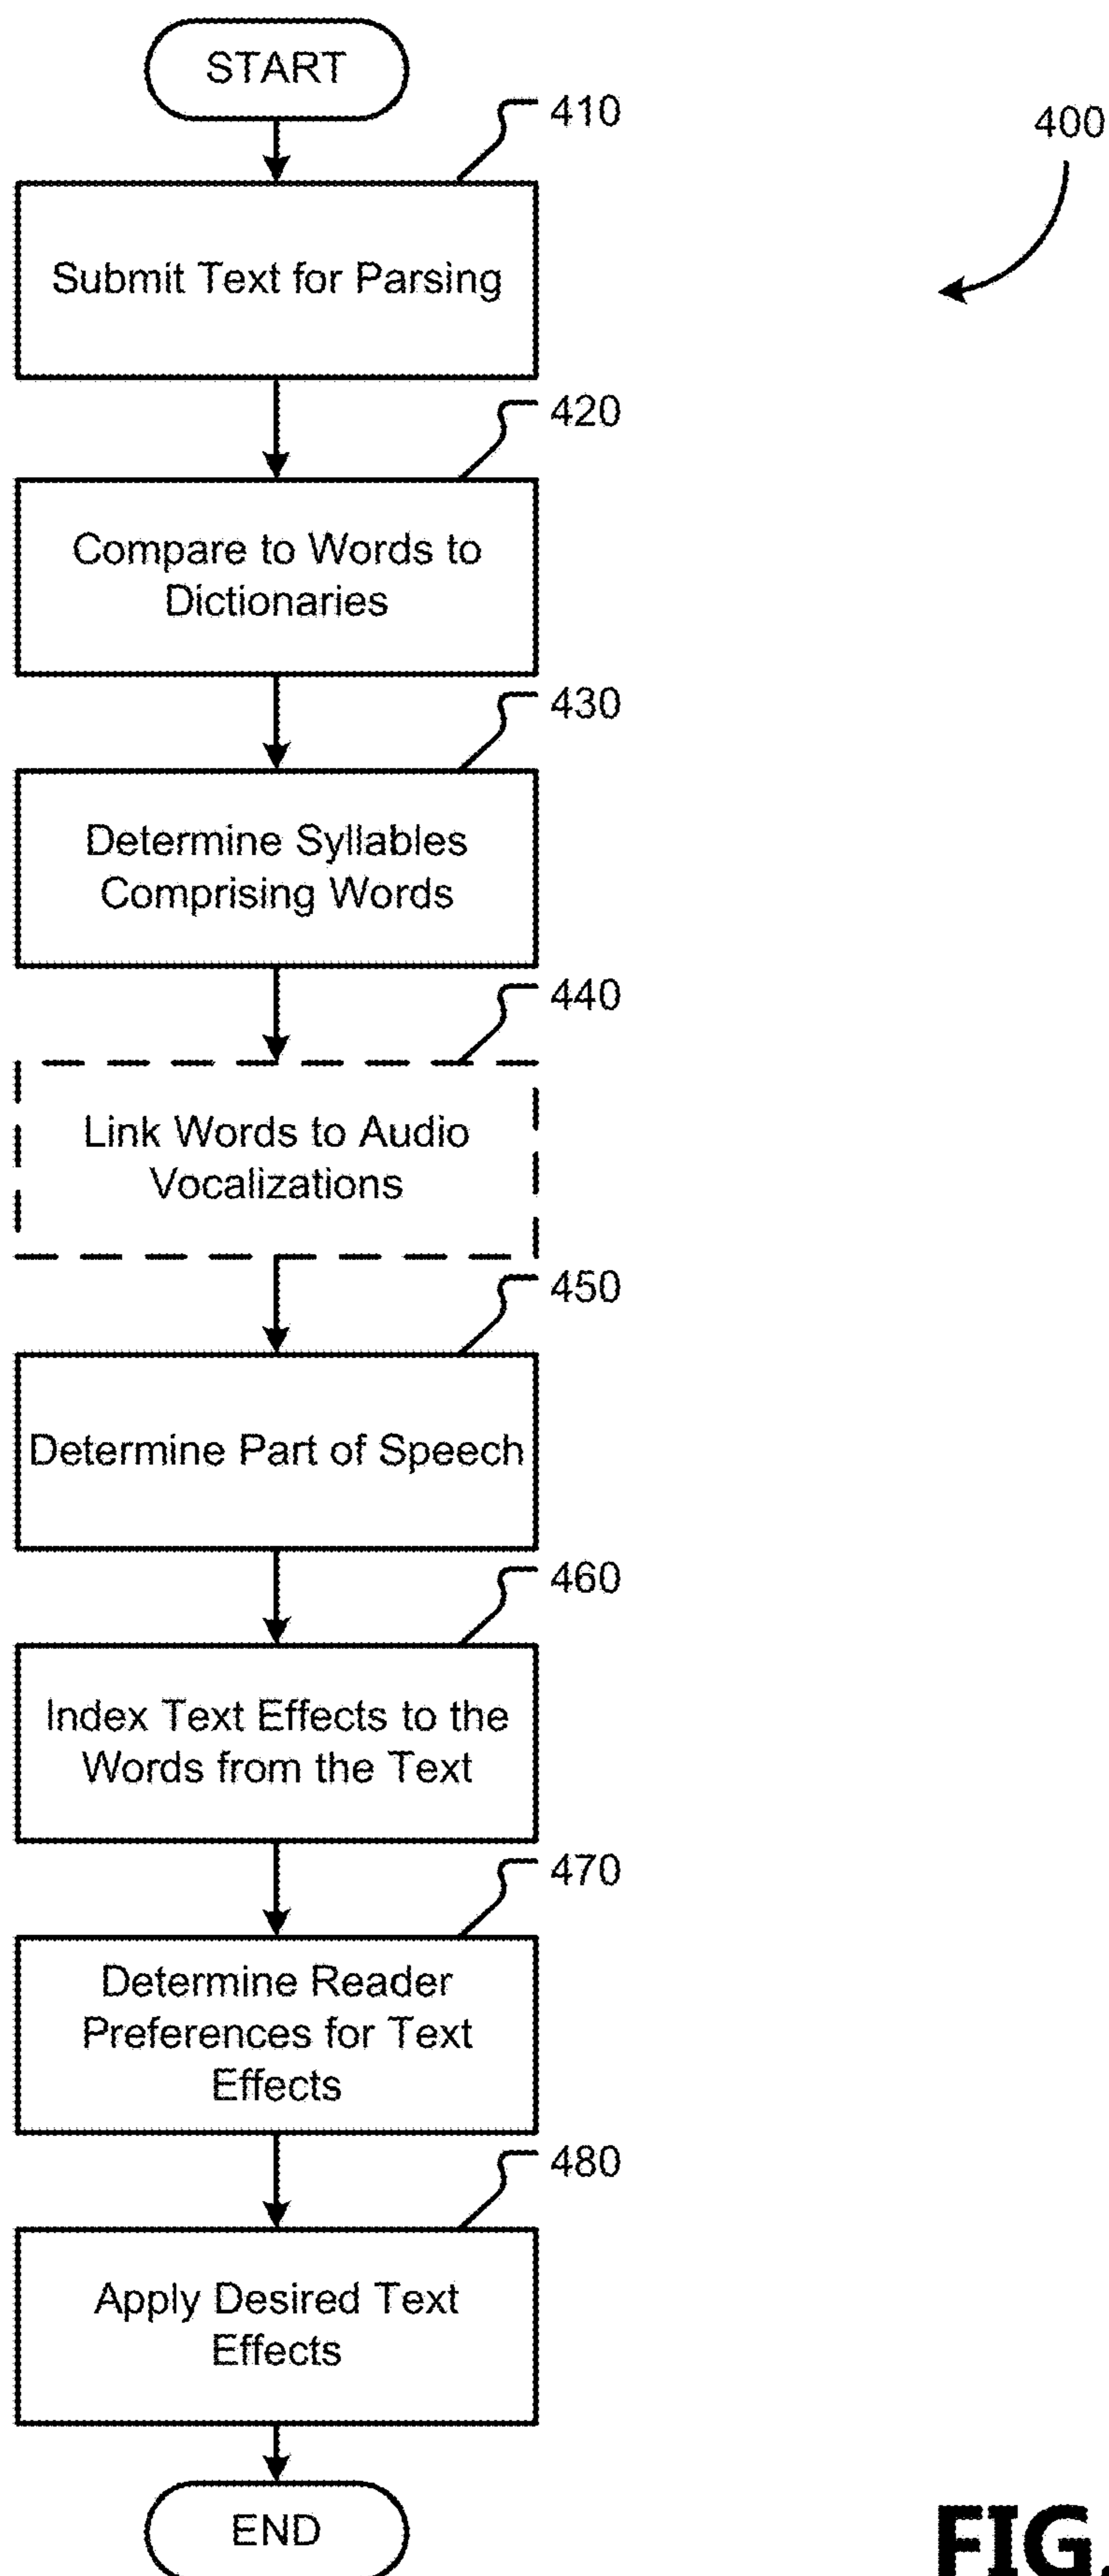 START
410
400
Submit Text for Parsing
420
Compare to Words to
Dictionaries
430
Determine Syllables
Comprising Words
440
Link Words to Audio
Vocalizations
450
Determine Part of Speech
460
Index Text Effects to the
Words from the Text
470
Determine Reader
Preferences for Text
Effects
480
Apply Desired Text
Effects
END
FIG.